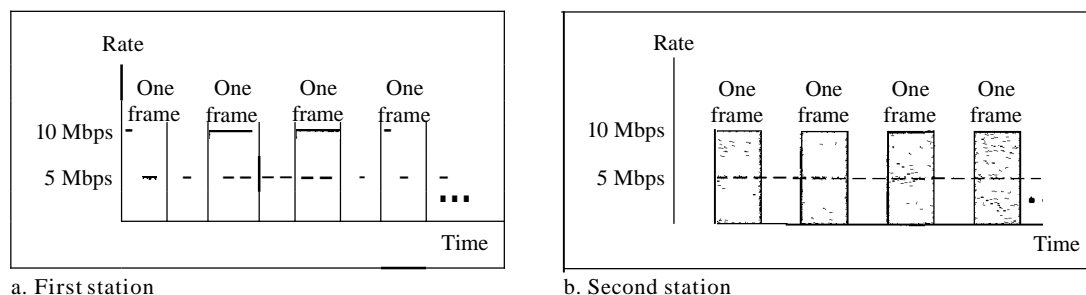 Rate
One frame One frame One frame One frame
10 Mbps
5 Mbps
...
Time
a. First station
Rate
One frame One frame One frame One frame
10 Mbps
5 Mbps
Time
b. Second station